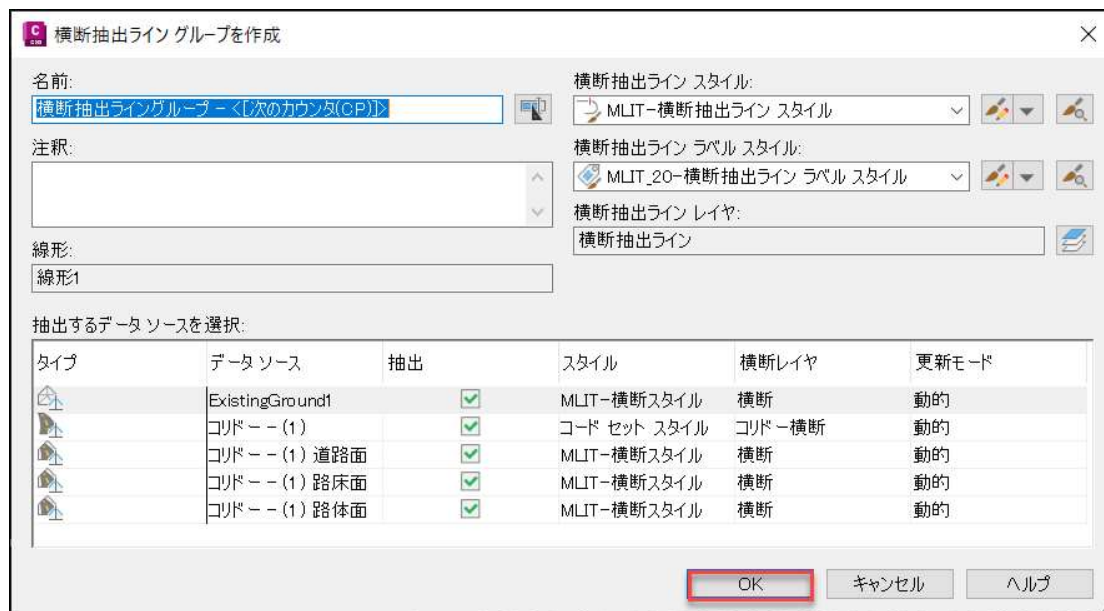 横断抽出ライン グループを作成
名前:
横断抽出ライングループ - <[次のカウンタ(CP)]>
注釈:
線形:
線形1
横断抽出ライン スタイル:
MLIT-横断抽出ライン スタイル
横断抽出ライン ラベル スタイル:
MLIT_20-横断抽出ライン ラベル スタイル
横断抽出ライン レイヤ:
横断抽出ライン
抽出するデータ ソースを選択:
タイプ データ ソース 抽出 スタイル 横断レイヤ 更新モード
ExistingGround1 MLIT-横断スタイル 横断 動的
コリドー - (1) コード セット スタイル コリドー横断 動的
コリドー - (1) 道路面 MLIT-横断スタイル 横断 動的
コリドー - (1) 路床面 MLIT-横断スタイル 横断 動的
コリドー - (1) 路体面 MLIT-横断スタイル 横断 動的
OK キャンセル ヘルプ